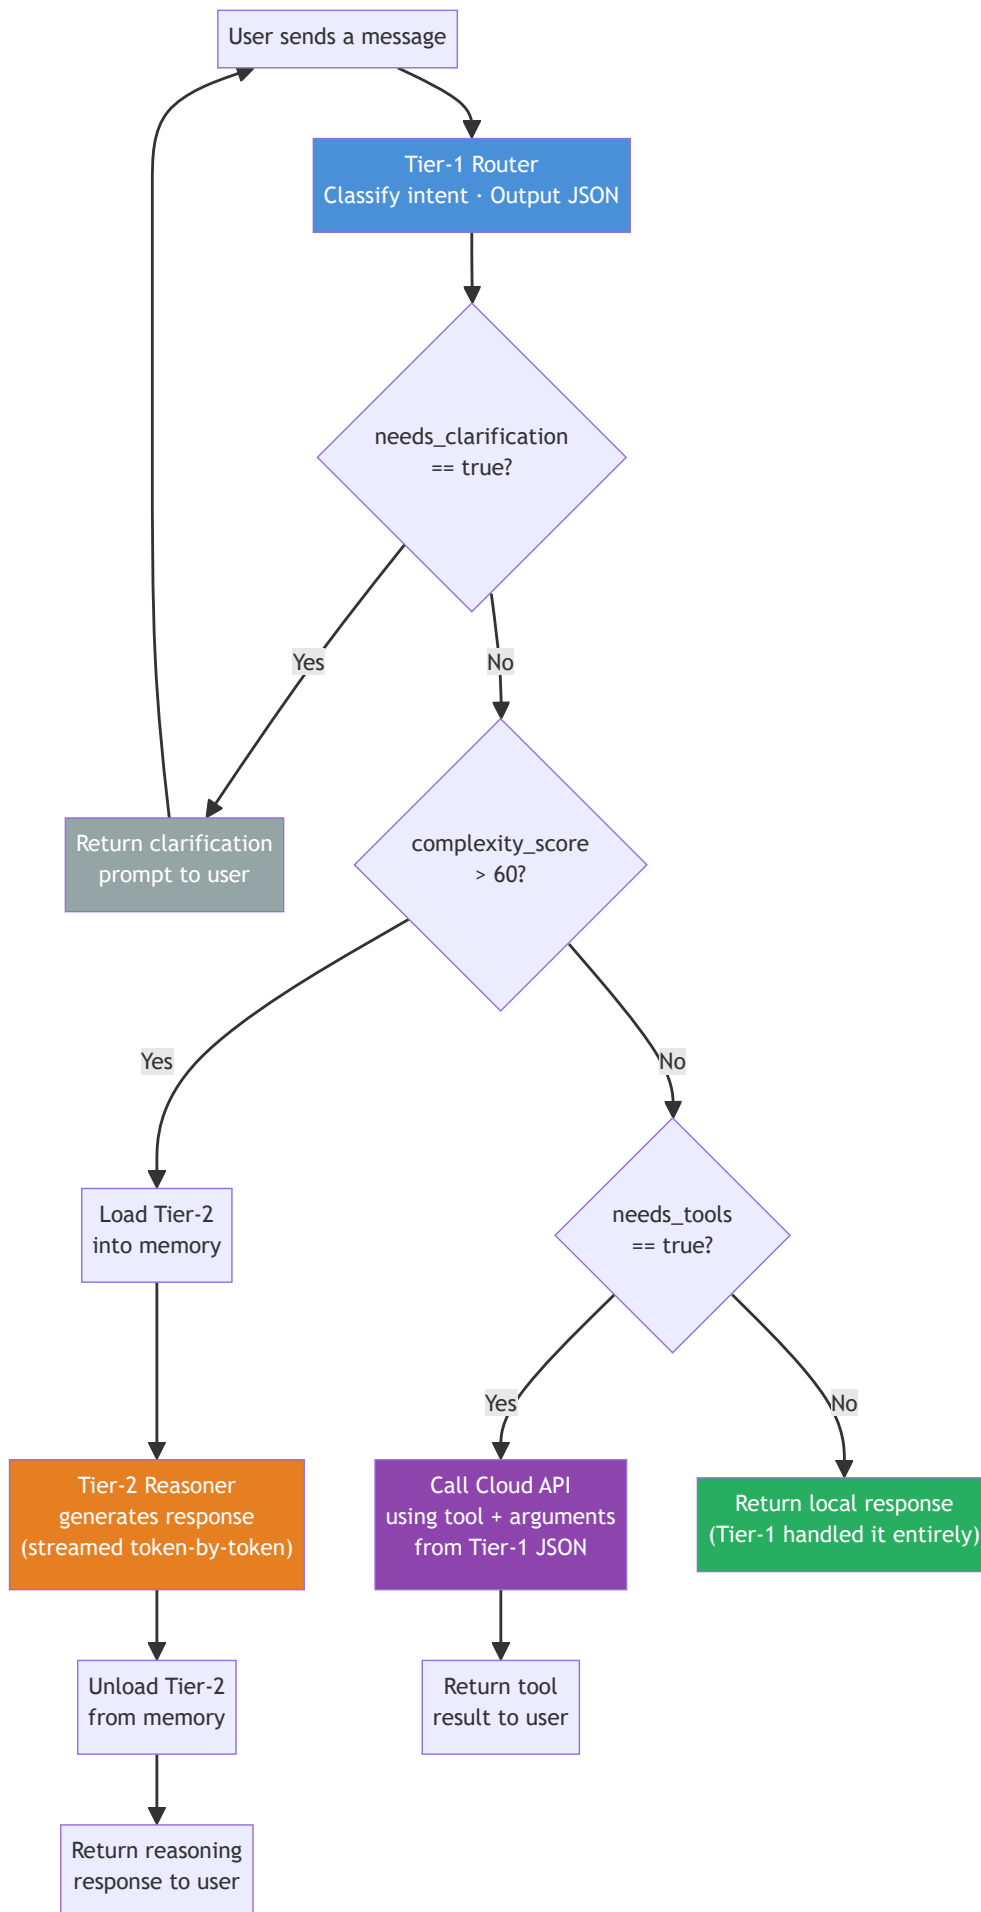 User sends a message
Tier-1 Router
Classify intent · Output JSON
needs_clarification
== true?
Yes
No
Return clarification
prompt to user
complexity_score
> 60?
Yes
No
Load Tier-2
into memory
needs_tools
== true?
Yes
No
Tier-2 Reasoner
generates response
(streamed token-by-token)
Call Cloud API
using tool + arguments
from Tier-1 JSON
Return local response
(Tier-1 handled it entirely)
Unload Tier-2
from memory
Return tool
result to user
Return reasoning
response to user